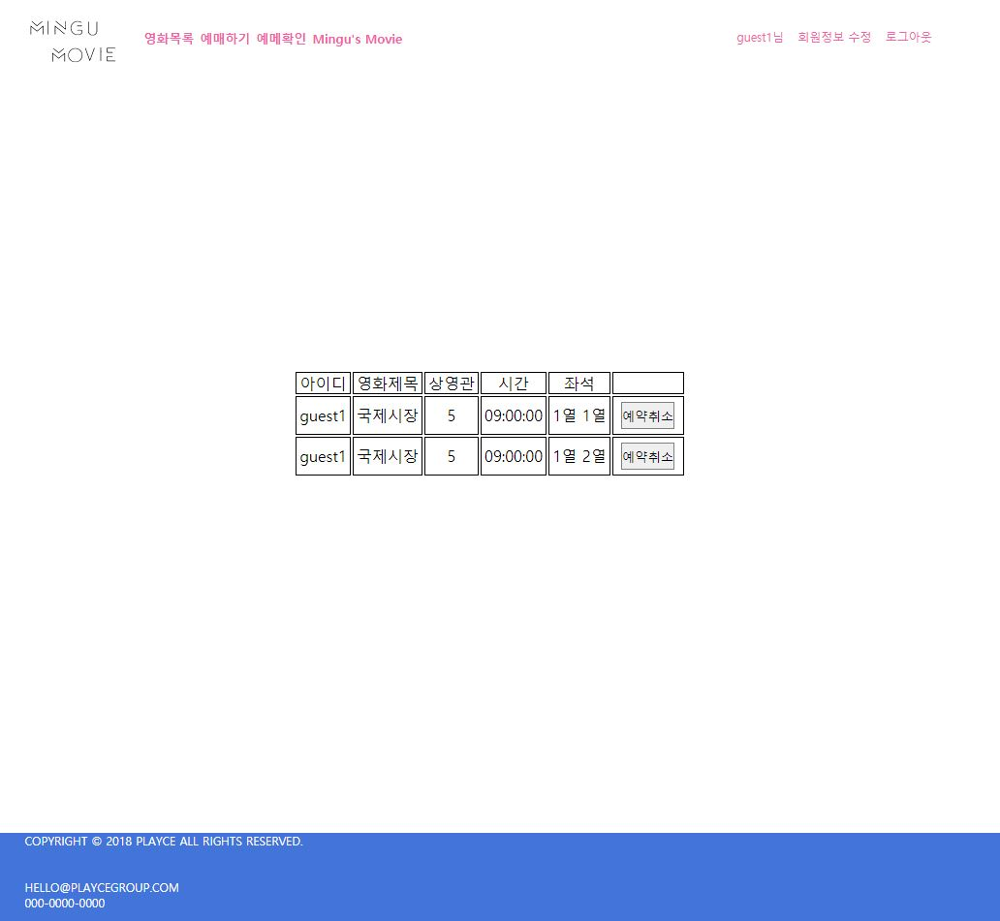 MINGU
MOVIE
영화목록 예매하기 예메확인 Mingu's Movie
guest1님 회원정보 수정 로그아웃
아이디 영화제목 상영관 시간 좌석
guest1 국제시장 5 09:00:00 1열 1열 예약취소
guest1 국제시장 5 09:00:00 1열 2열 예약취소
COPYRIGHT © 2018 PLAYCE ALL RIGHTS RESERVED.
HELLO@PLAYCEGROUP.COM
000-0000-0000